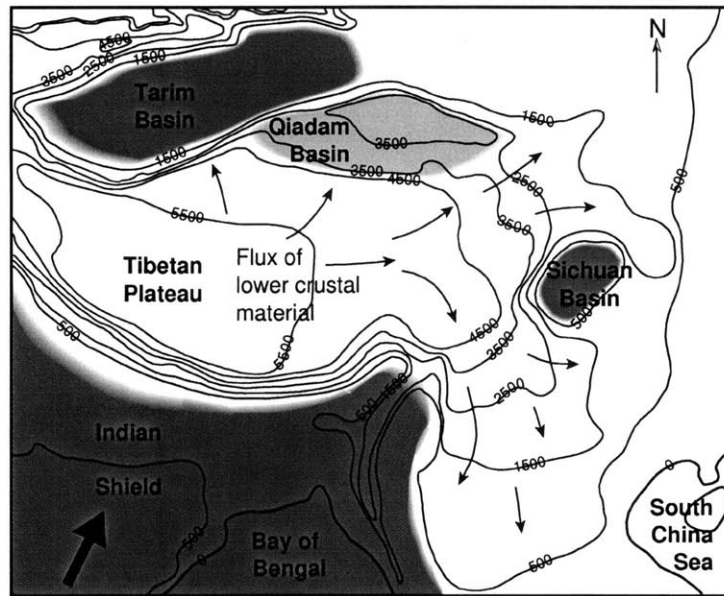 N
4500
3500
2500
1500
Tarim
Basin
Qiadam
Basin
3500
1500
3500
4500
1500
500
2500
3500
5500
Tibetan
Plateau
Flux of
lower crustal
material
Sichuan
Basin
500
4500
3500
2500
5500
500
500
1500
Indian
Shield
1500
500
0
Bay of
Bengal
500
0
South
China
Sea